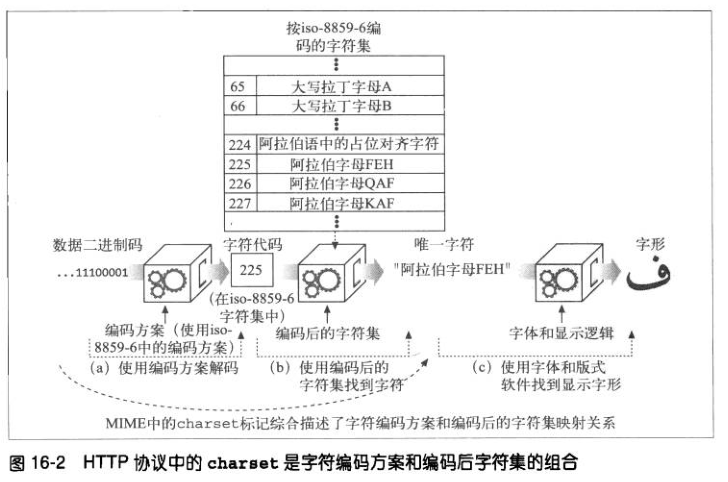 按iso-8859-6编
码的字符集
65 大写拉丁字母A
66 大写拉丁字母B
224 阿拉伯语中的占位对齐字符
225 阿拉伯字母FEH
226 阿拉伯字母QAF
227 阿拉伯字母KAF
数据二进制码 字符代码 唯一字符 字形
...11100001 225 "阿拉伯字母FEH" ف
(在iso-8859-6
字符集中)
编码方案（使用iso-
8859-6中的编码方案）
编码后的字符集
字体和显示逻辑
（a）使用编码方案解码
（b）使用编码后的
字符集找到字符
（c）使用字体和版式
软件找到显示字形
MIME中的charset标记综合描述了字符编码方案和编码后的字符集映射关系
图 16-2 HTTP 协议中的 charset 是字符编码方案和编码后字符集的组合